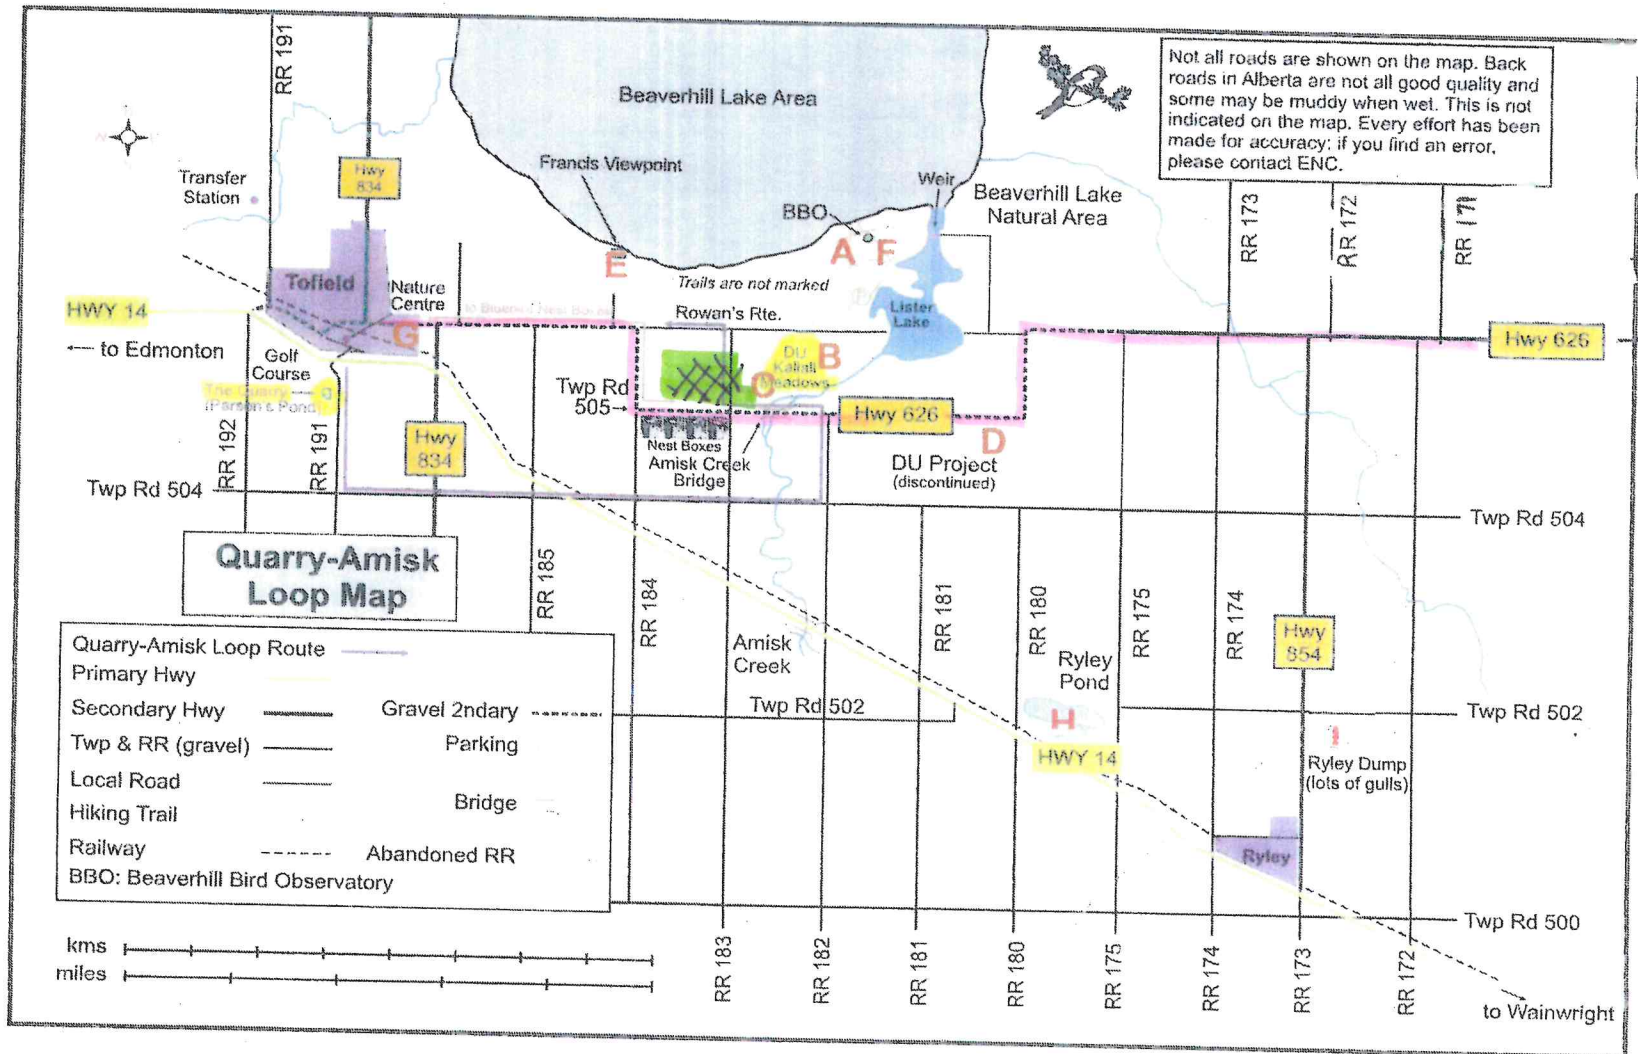 Not all roads are shown on the map. Back
roads in Alberta are not all good quality and
some may be muddy when wet. This is not
indicated on the map. Every effort has been
made for accuracy; if you find an error,
please contact ENC.
RR 191
Beaverhill Lake Area
Francis Viewpoint
Hwy
834
Transfer
Station
Weir
BBO
Beaverhill Lake
Natural Area
A
F
E
RR 173
RR 172
RR 171
Trails are not marked
Tofield
Nature
Centre
Rowan's Rte.
Lister
Lake
HWY 14
to Edmonton
G
Hwy 626
Golf
Course
The Quarry
(Parson's Pond)
DU
Kallal
Meadows
B
C
Twp Rd
505
Hwy 626
D
Nest Boxes
Amisk Creek
Bridge
DU Project
(discontinued)
RR 192
RR 191
Hwy
834
Twp Rd 504
Twp Rd 504
Quarry-Amisk
Loop Map
RR 185
RR 184
RR 181
RR 180
RR 175
RR 174
Hwy
854
Amisk
Creek
Ryley
Pond
H
Twp Rd 502
Twp Rd 502
HWY 14
Ryley Dump
(lots of gulls)
Ryley
Quarry-Amisk Loop Route
Primary Hwy
Secondary Hwy
Gravel 2ndary
Twp & RR (gravel)
Parking
Local Road
Bridge
Hiking Trail
Railway
Abandoned RR
BBO: Beaverhill Bird Observatory
Twp Rd 500
kms
miles
RR 183
RR 182
RR 181
RR 180
RR 175
RR 174
RR 173
RR 172
to Wainwright